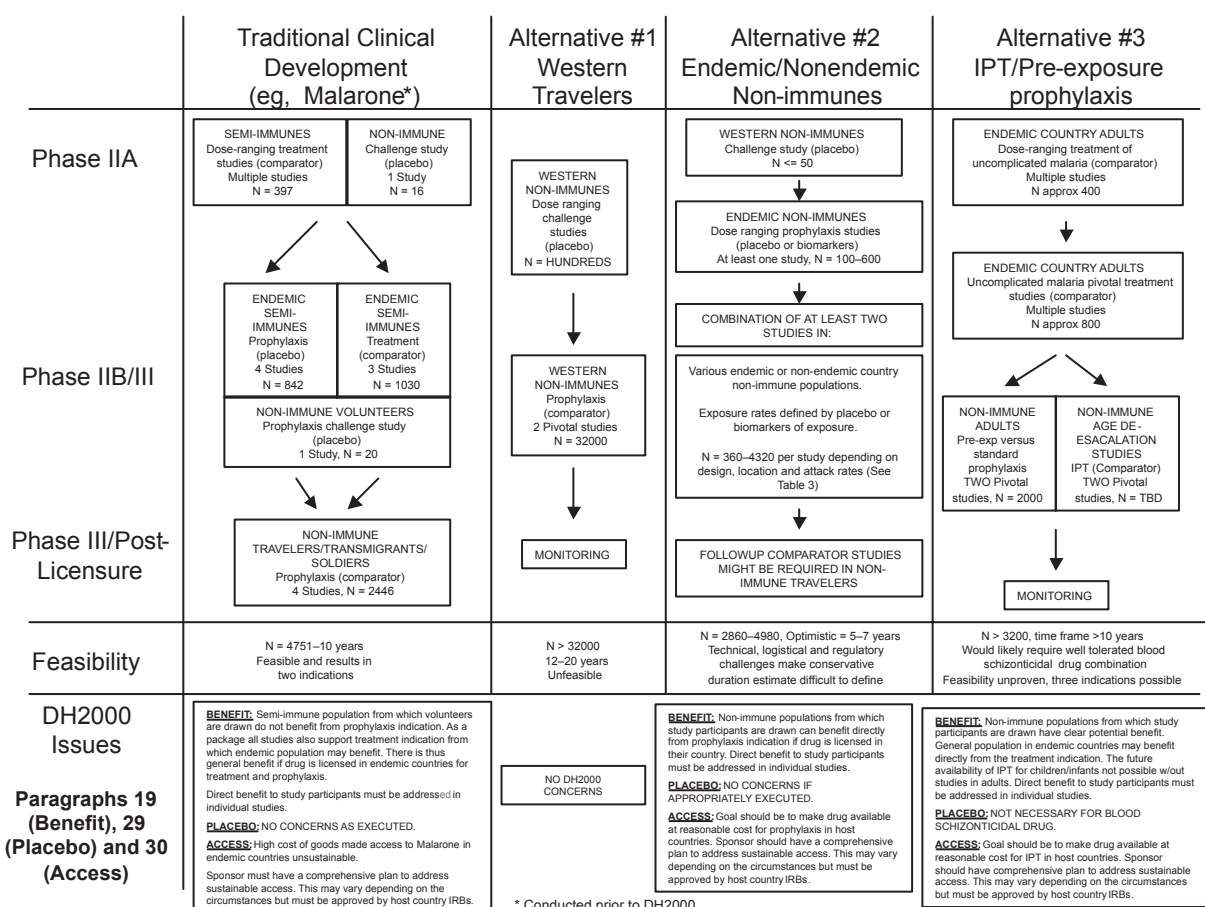 Traditional Clinical
Development
(eg, Malarone*)
Alternative #1
Western
Travelers
Alternative #2
Endemic/Nonendemic
Non-immunes
Alternative #3
IPT/Pre-exposure
prophylaxis
Phase IIA
SEMI-IMMUNES
Dose-ranging treatment
studies (comparator)
Multiple studies
N = 397
NON-IMMUNE
Challenge study
(placebo)
1 Study
N = 16
WESTERN
NON-IMMUNES
Dose ranging
challenge
studies
(placebo)
N = HUNDREDS
WESTERN NON-IMMUNES
Challenge study (placebo)
N <= 50
ENDEMIC NON-IMMUNES
Dose ranging prophylaxis studies
(placebo or biomarkers)
At least one study, N = 100–600
ENDEMIC COUNTRY ADULTS
Dose-ranging treatment of
uncomplicated malaria (comparator)
Multiple studies
N approx 400
Phase IIB/III
ENDEMIC
SEMI-
IMMUNES
Prophylaxis
(placebo)
4 Studies
N = 842
ENDEMIC
SEMI-
IMMUNES
Treatment
(comparator)
3 Studies
N = 1030
NON-IMMUNE VOLUNTEERS
Prophylaxis challenge study
(placebo)
1 Study, N = 20
WESTERN
NON-IMMUNES
Prophylaxis
(comparator)
2 Pivotal studies
N = 32000
COMBINATION OF AT LEAST TWO
STUDIES IN:
Various endemic or non-endemic country
non-immune populations.
Exposure rates defined by placebo or
biomarkers of exposure.
N = 360–4320 per study depending on
design, location and attack rates (See
Table 3)
ENDEMIC COUNTRY ADULTS
Uncomplicated malaria pivotal treatment
studies (comparator)
Multiple studies
N approx 800
NON-IMMUNE
ADULTS
Pre-exp versus
standard
prophylaxis
TWO Pivotal
studies, N = 2000
NON-IMMUNE
AGE DE-
ESACALATION
STUDIES
IPT (Comparator)
TWO Pivotal
studies, N = TBD
Phase III/Post-
Licensure
NON-IMMUNE
TRAVELERS/TRANSMIGRANTS/
SOLDIERS
Prophylaxis (comparator)
4 Studies, N = 2446
MONITORING
FOLLOWUP COMPARATOR STUDIES
MIGHT BE REQUIRED IN NON-
IMMUNE TRAVELERS
MONITORING
Feasibility
N = 4751–10 years
Feasible and results in
two indications
N > 32000
12–20 years
Unfeasible
N = 2860–4980, Optimistic = 5–7 years
Technical, logistical and regulatory
challenges make conservative
duration estimate difficult to define
N > 3200, time frame >10 years
Would likely require well tolerated blood
schizonticidal drug combination
Feasibility unproven, three indications possible
DH2000
Issues
Paragraphs 19
(Benefit), 29
(Placebo) and 30
(Access)
BENEFIT: Semi-immune population from which volunteers
are drawn do not benefit from prophylaxis indication. As a
package all studies also support treatment indication from
which endemic population may benefit. There is thus
general benefit if drug is licensed in endemic countries for
treatment and prophylaxis.
Direct benefit to study participants must be addressed in
individual studies.
PLACEBO: NO CONCERNS AS EXECUTED.
ACCESS: High cost of goods made access to Malarone in
endemic countries unsustainable.
Sponsor must have a comprehensive plan to address
sustainable access. This may vary depending on the
circumstances but must be approved by host country IRBs.
NO DH2000
CONCERNS
BENEFIT: Non-immune populations from which
study participants are drawn can benefit directly
from prophylaxis indication if drug is licensed in
their country. Direct benefit to study participants
must be addressed in individual studies.
PLACEBO: NO CONCERNS IF
APPROPRIATELY EXECUTED.
ACCESS: Goal should be to make drug available
at reasonable cost for prophylaxis in host
countries. Sponsor should have a comprehensive
plan to address sustainable access. This may vary
depending on the circumstances but must be
approved by host country IRBs.
BENEFIT: Non-immune populations from which study
participants are drawn have clear potential benefit.
General population in endemic countries may benefit
directly from the treatment indication. The future
availability of IPT for children/infants not possible w/out
studies in adults. Direct benefit to study participants must
be addressed in individual studies.
PLACEBO: NOT NECESSARY FOR BLOOD
SCHIZONTICIDAL DRUG.
ACCESS: Goal should be to make drug available at
reasonable cost for IPT in host countries. Sponsor
should have comprehensive plan to address sustainable
access. This may vary depending on the circumstances
but must be approved by host country IRBs.
* Conducted prior to DH2000